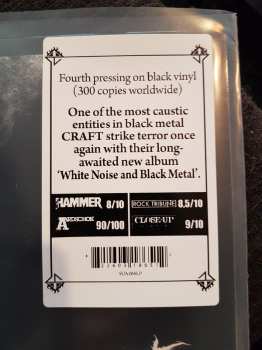 Fourth pressing on black vinyl
(300 copies worldwide)
One of the most caustic
entities in black metal
CRAFT strike terror once
again with their long-
awaited new album
'White Noise and Black Metal'.
HAMMER 8/10
ROCK TRIBUNE 8,5/10
AARDSCHOK 90/100
CLOSE-UP 9/10